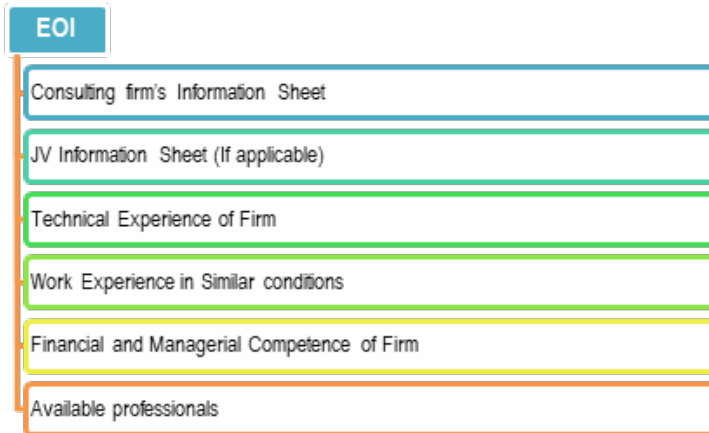 EOI
Consulting firm's Information Sheet
JV Information Sheet (If applicable)
Technical Experience of Firm
Work Experience in Similar conditions
Financial and Managerial Competence of Firm
Available professionals